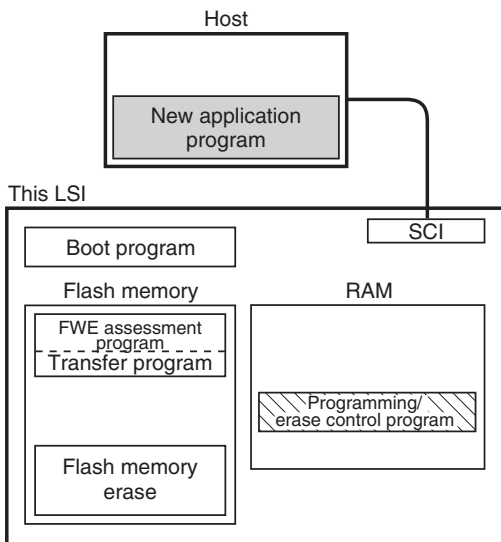 Host
New application
program
This LSI
SCI
Boot program
Flash memory
RAM
FWE assessment
program
Transfer program
Programming/
erase control program
Flash memory
erase